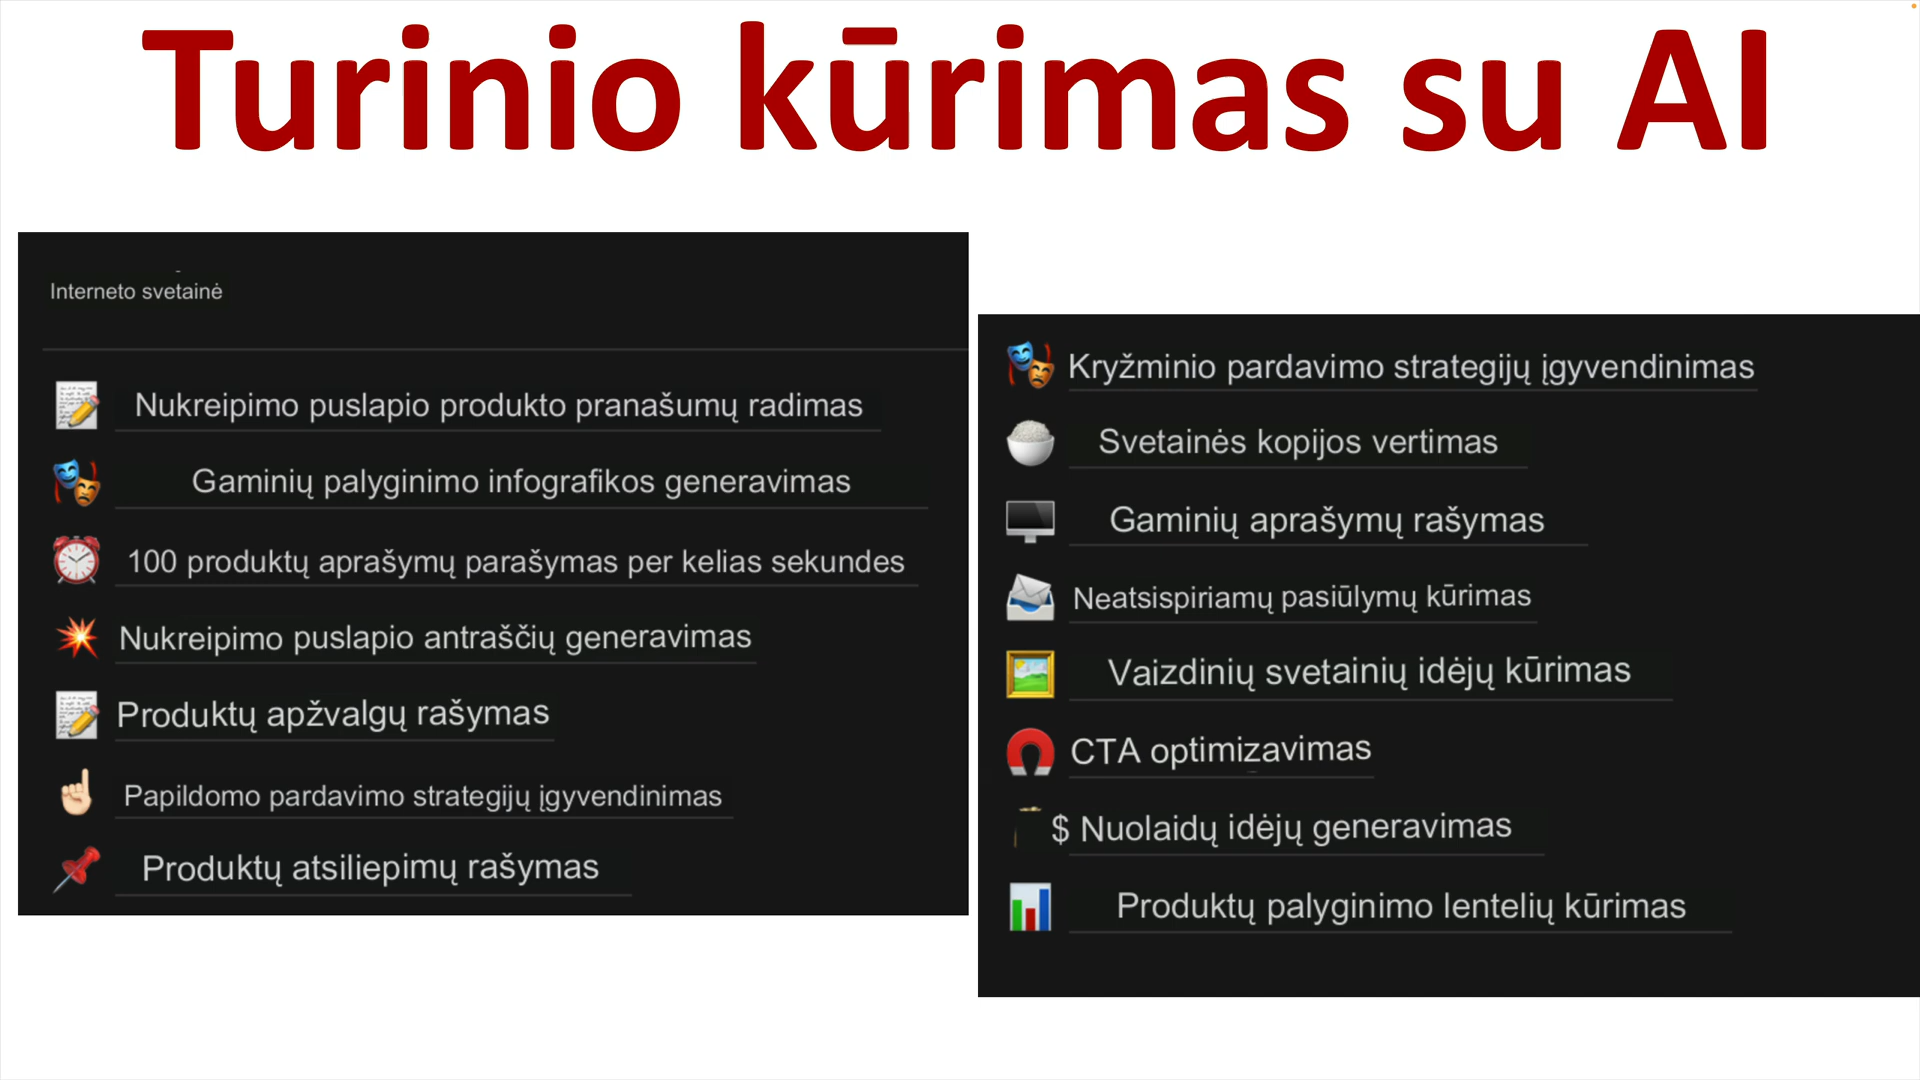 Turinio kūrimas su AI
Interneto svetainė
Nukreipimo puslapio produkto pranašumų radimas
Gaminių palyginimo infografikos generavimas
100 produktų aprašymų parašymas per kelias sekundes
Nukreipimo puslapio antraščių generavimas
Produktų apžvalgų rašymas
Papildomo pardavimo strategijų įgyvendinimas
Produktų atsiliepimų rašymas
Kryžminio pardavimo strategijų įgyvendinimas
Svetainės kopijos vertimas
Gaminių aprašymų rašymas
Neatsispiriamų pasiūlymų kūrimas
Vaizdinių svetainių idėjų kūrimas
CTA optimizavimas
$ Nuolaidų idėjų generavimas
Produktų palyginimo lentelių kūrimas